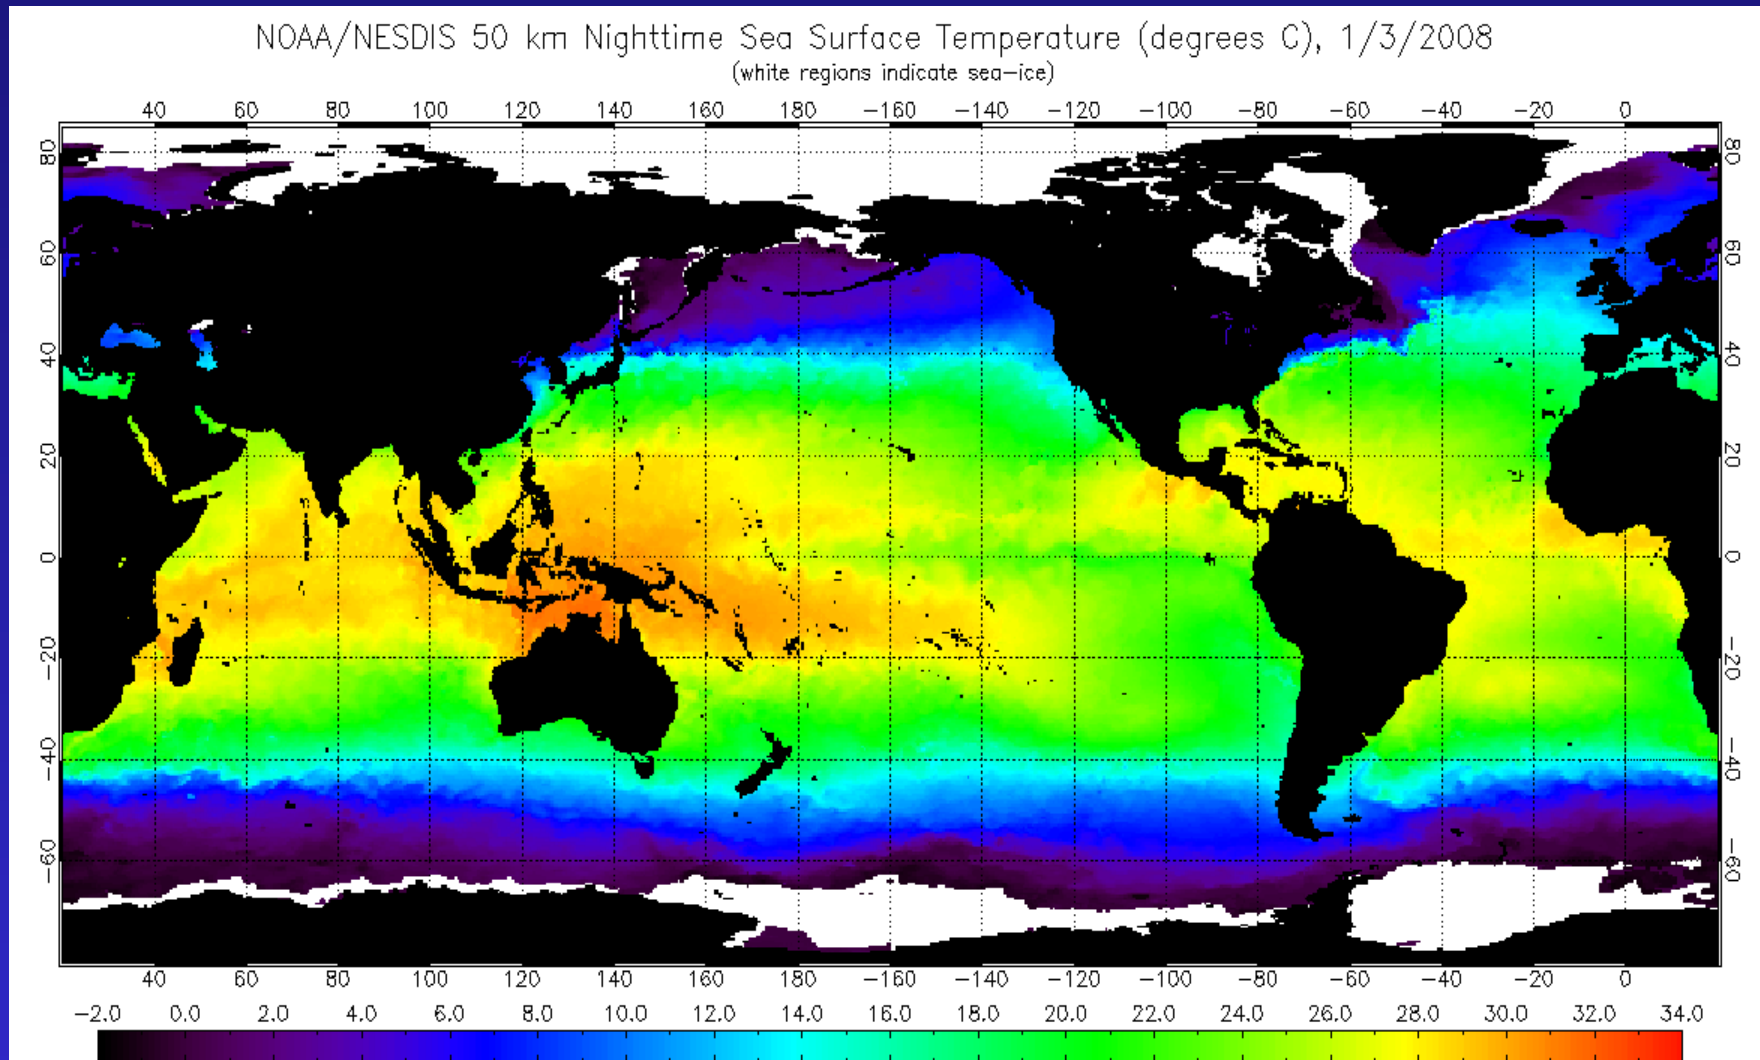 NOAA/NESDIS 50 km Nighttime Sea Surface Temperature (degrees C), 1/3/2008
(white regions indicate sea-ice)
40 60 80 100 120 140 160 180 -160 -140 -120 -100 -80 -60 -40 -20 0
80 80
60 60
40 40
20 20
0 0
-20 -20
-40 -40
-60 -60
40 60 80 100 120 140 160 180 -160 -140 -120 -100 -80 -60 -40 -20 0
-2.0 0.0 2.0 4.0 6.0 8.0 10.0 12.0 14.0 16.0 18.0 20.0 22.0 24.0 26.0 28.0 30.0 32.0 34.0